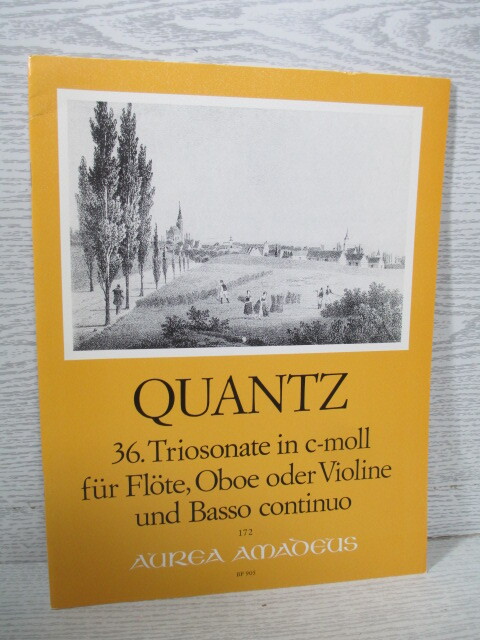 QUANTZ
36. Triosonate in c-moll
für Flöte, Oboe oder Violine
und Basso continuo
172
AUREA AMADEUS